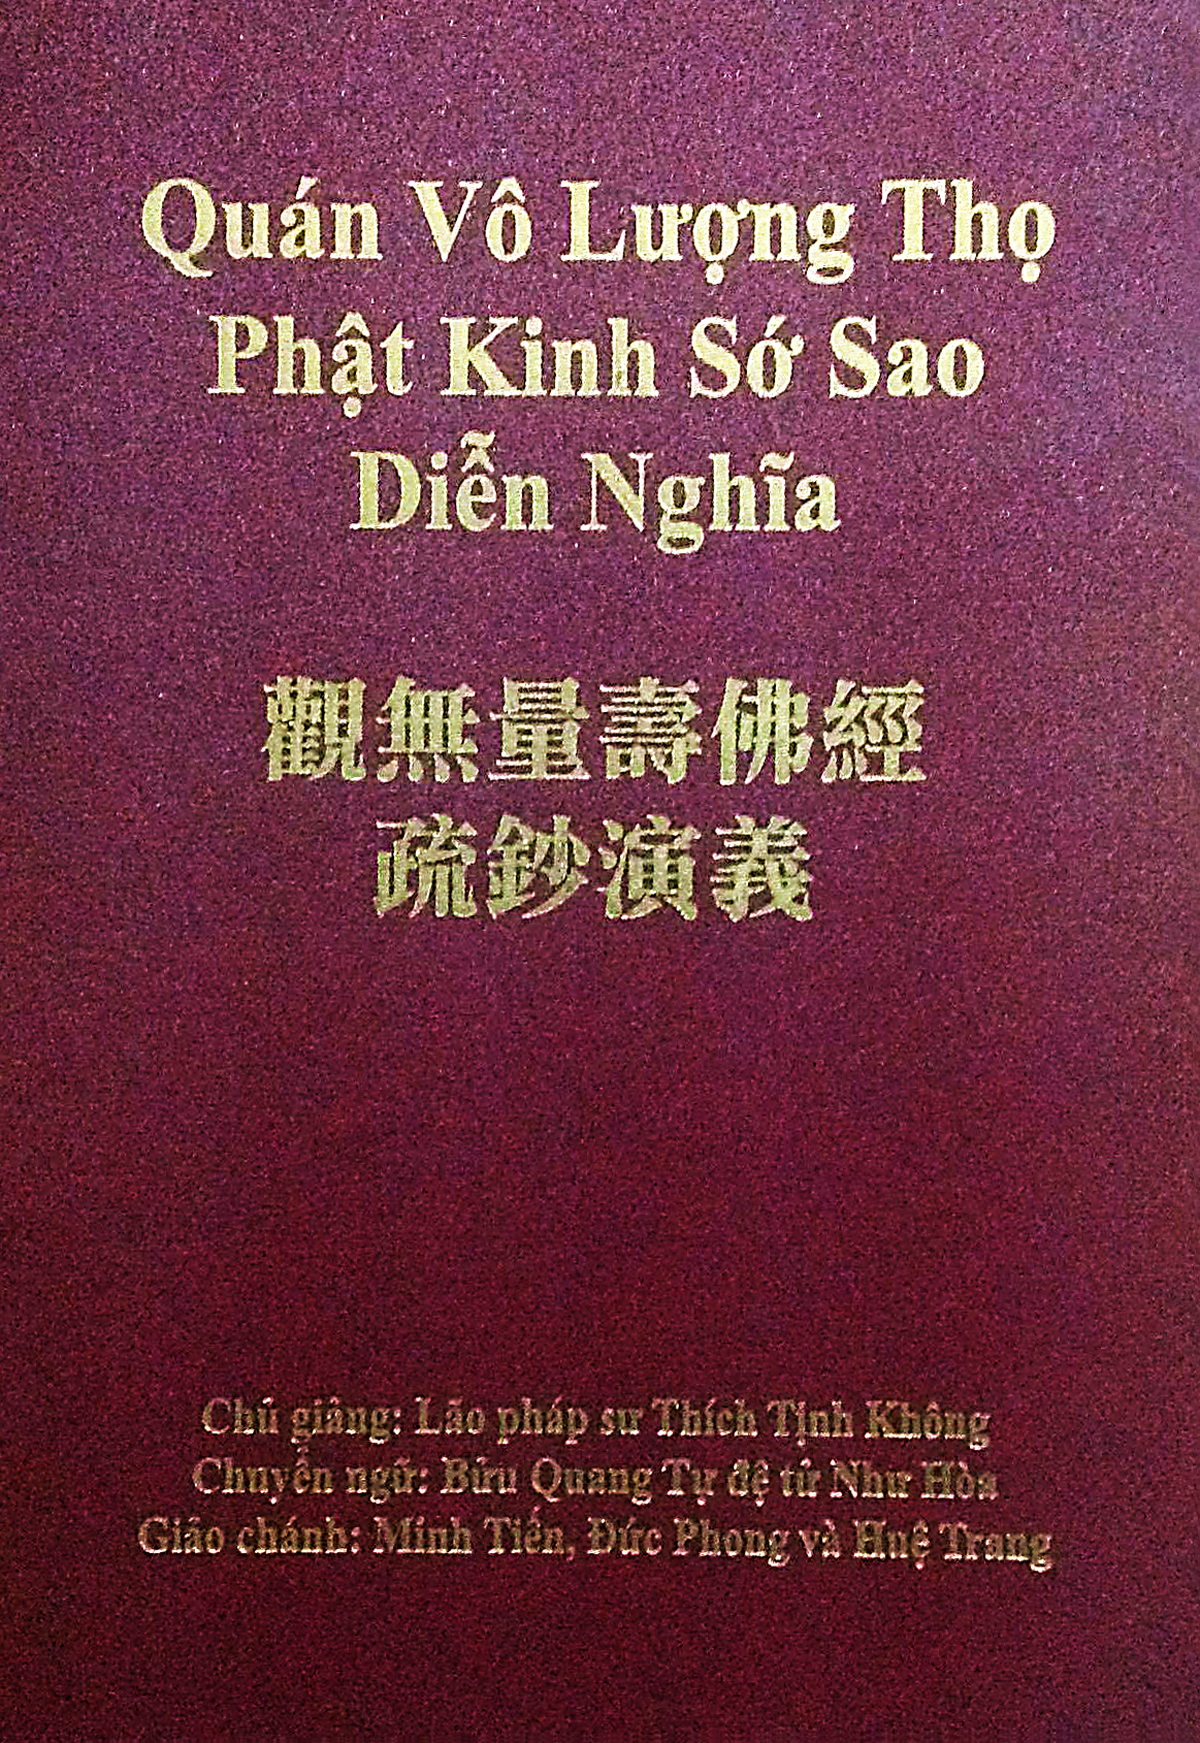 Quán Vô Lượng Thọ
Phật Kinh Sớ Sao
Diễn Nghĩa
觀無量壽佛經
疏鈔演義
Chủ giảng: Lão pháp sư Thích Tịnh Không
Chuyển ngữ: Bửu Quang Tự đệ tử Như Hòa
Giảo chánh: Minh Tiến, Đức Phong và Huệ Trang